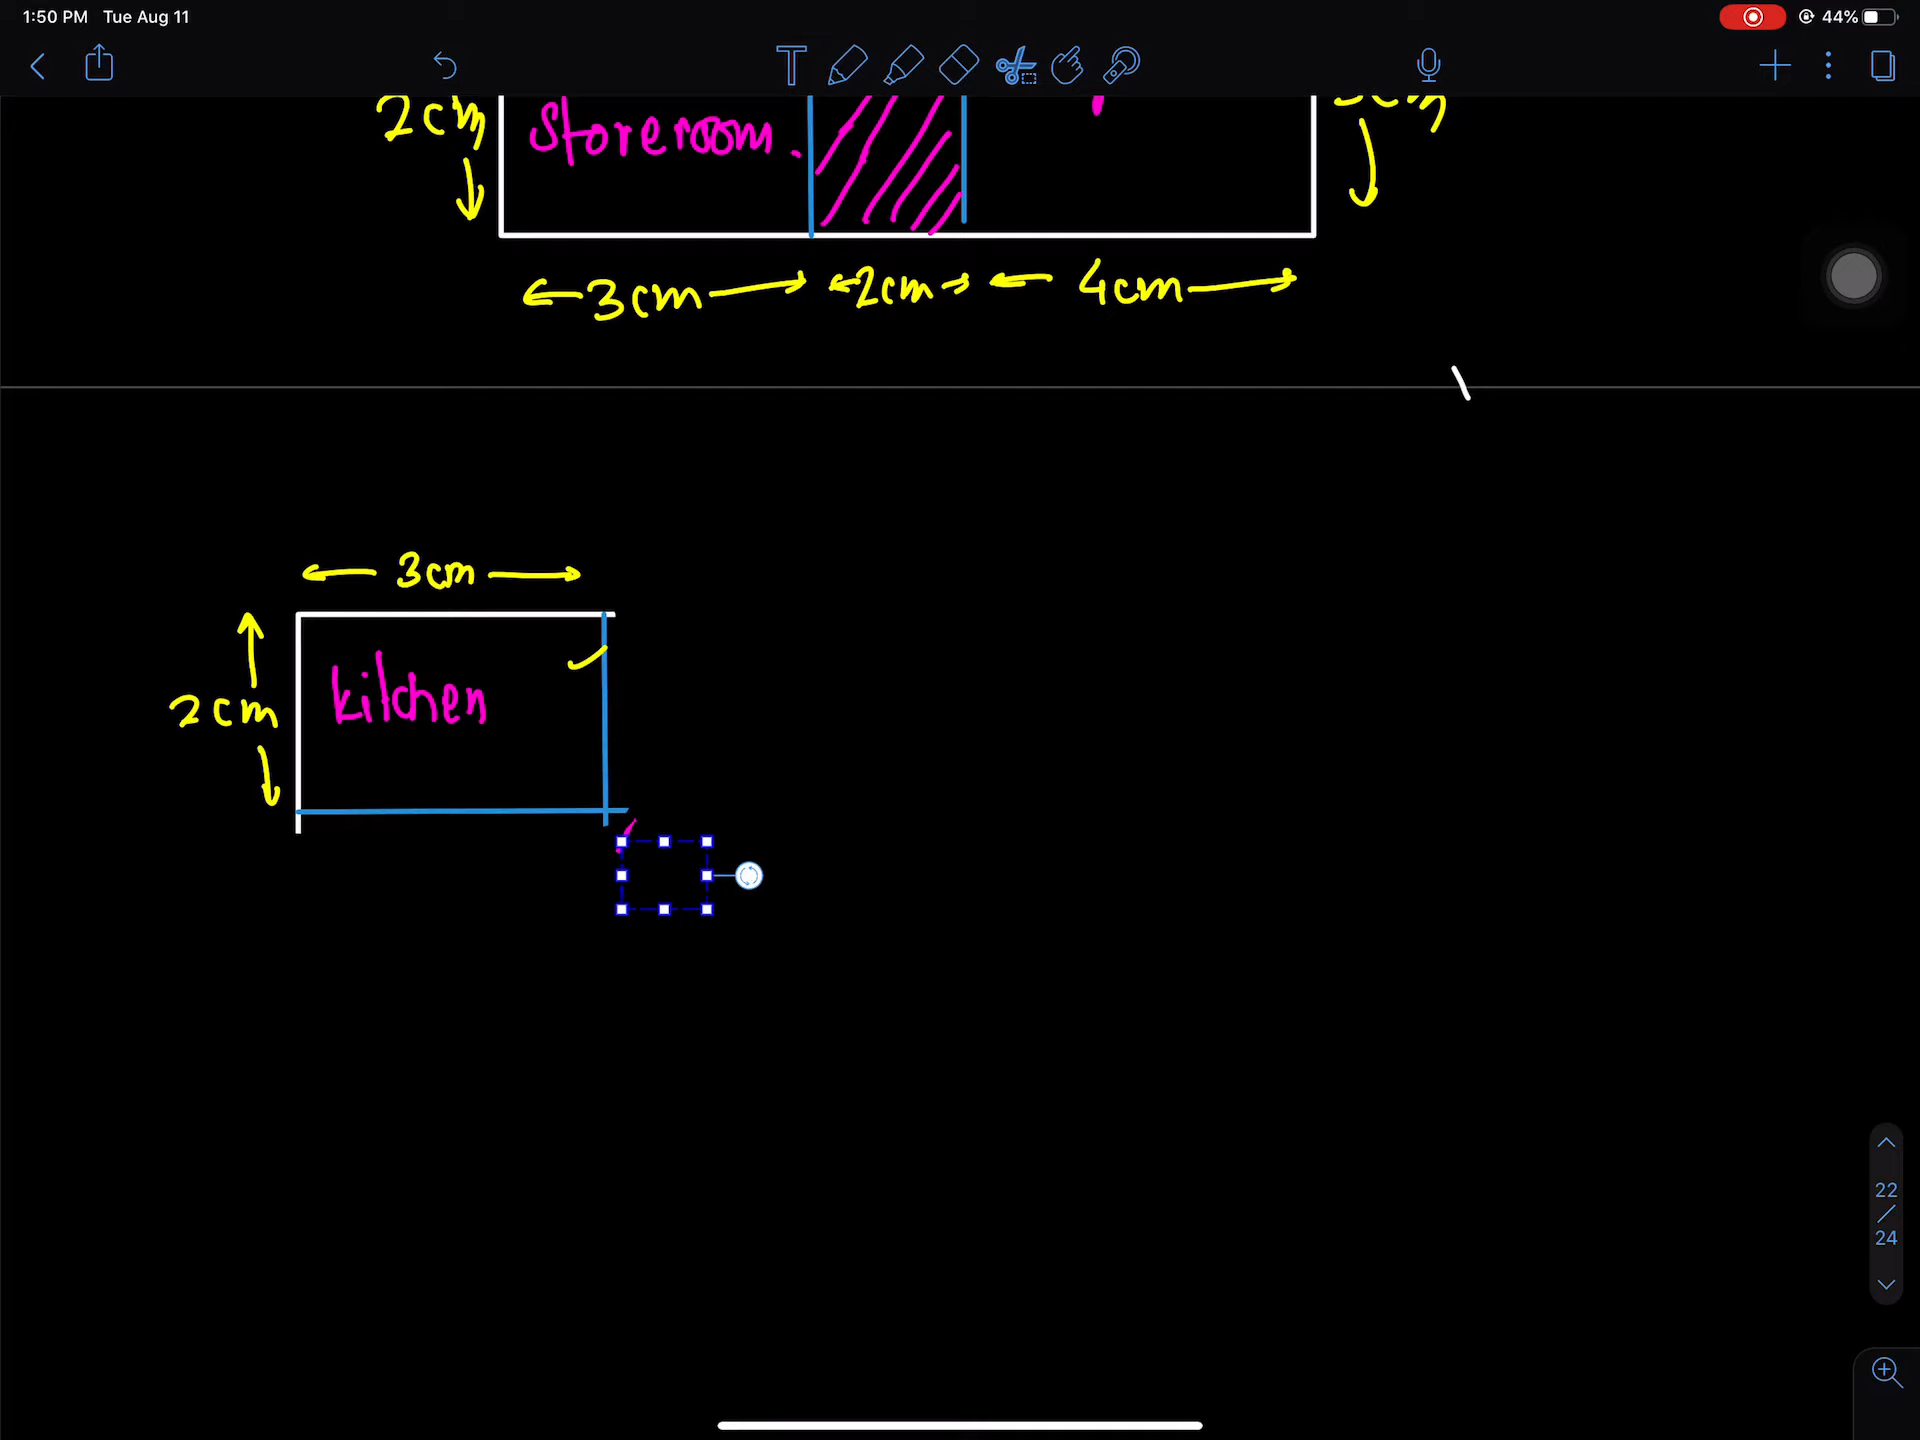 1:50 PM Tue Aug 11
44%
2cm
storeroom.
3cm
2cm
4cm
3cm
kitchen
2cm
22
/
24